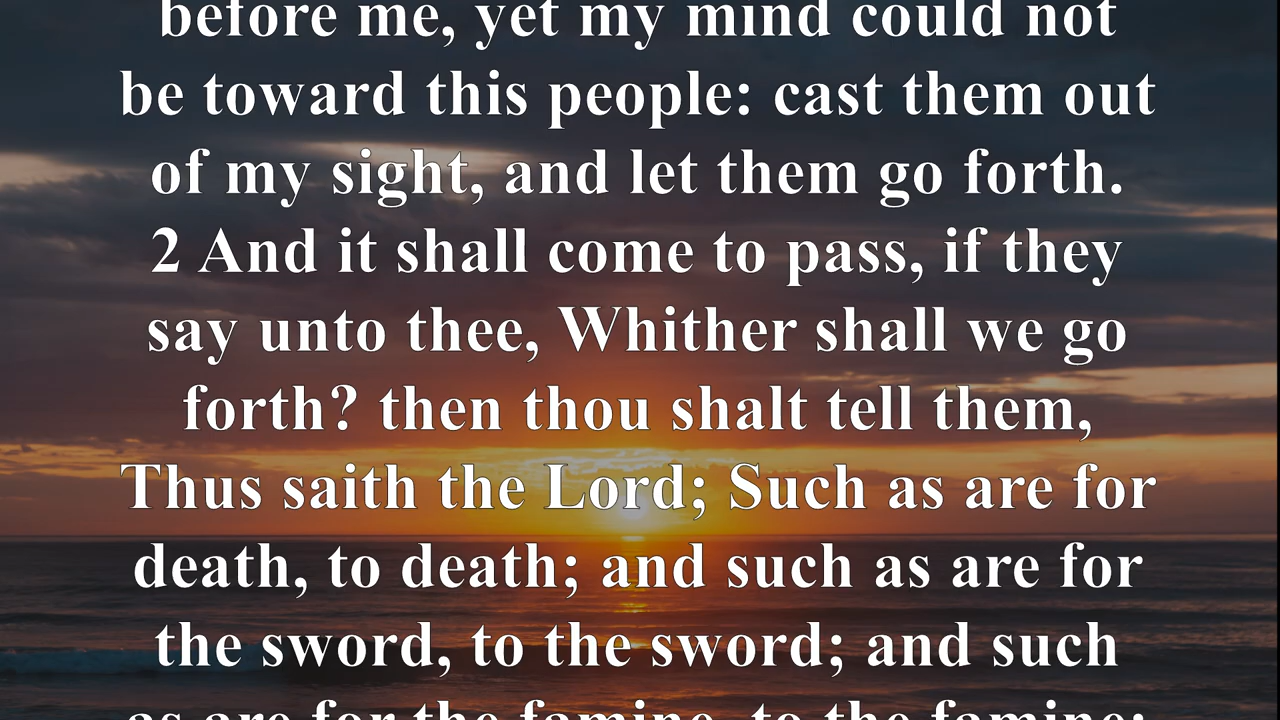 before me, yet my mind could not
be toward this people: cast them out
of my sight, and let them go forth.
2 And it shall come to pass, if they
say unto thee, Whither shall we go
forth? then thou shalt tell them,
Thus saith the Lord; Such as are for
death, to death; and such as are for
the sword, to the sword; and such
as are for the famine, to the famine;